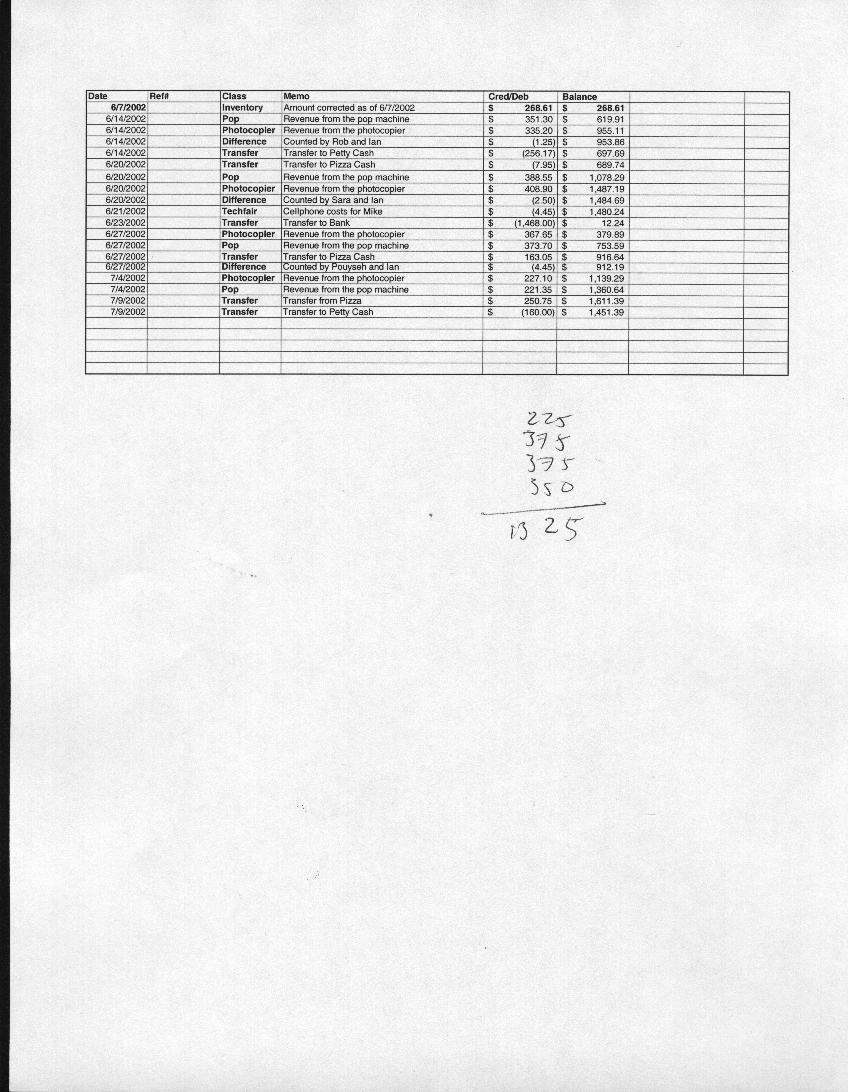 Date Ref# Class Memo Cred/Deb Balance
6/7/2002 Inventory Amount corrected as of 6/7/2002 $ 268.61 $ 268.61
6/14/2002 Pop Revenue from the pop machine $ 351.30 $ 619.91
6/14/2002 Photocopier Revenue from the photocopier $ 335.20 $ 955.11
6/14/2002 Difference Counted by Rob and Ian $ (1.25) $ 953.86
6/14/2002 Transfer Transfer to Petty Cash $ (256.17) $ 697.69
6/20/2002 Transfer Transfer to Pizza Cash $ (7.95) $ 689.74
6/20/2002 Pop Revenue from the pop machine $ 388.55 $ 1,078.29
6/20/2002 Photocopier Revenue from the photocopier $ 408.90 $ 1,487.19
6/20/2002 Difference Counted by Sara and Ian $ (2.50) $ 1,484.69
6/21/2002 Techfair Cellphone costs for Mike $ (4.45) $ 1,480.24
6/23/2002 Transfer Transfer to Bank $ (1,468.00) $ 12.24
6/27/2002 Photocopier Revenue from the photocopier $ 367.65 $ 379.89
6/27/2002 Pop Revenue from the pop machine $ 373.70 $ 753.59
6/27/2002 Transfer Transfer to Pizza Cash $ 163.05 $ 916.64
6/27/2002 Difference Counted by Pouyseh and Ian $ (4.45) $ 912.19
7/4/2002 Photocopier Revenue from the photocopier $ 227.10 $ 1,139.29
7/4/2002 Pop Revenue from the pop machine $ 221.35 $ 1,360.64
7/9/2002 Transfer Transfer from Pizza $ 250.75 $ 1,611.39
7/9/2002 Transfer Transfer to Petty Cash $ (160.00) $ 1,451.39
225
375
375
350
1325